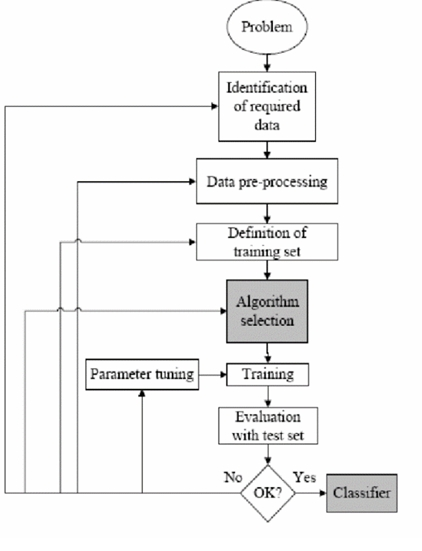 Problem
Identification
of required
data
Data pre-processing
Definition of
training set
Algorithm
selection
Parameter tuning
Training
Evaluation
with test set
No
OK?
Yes
Classifier